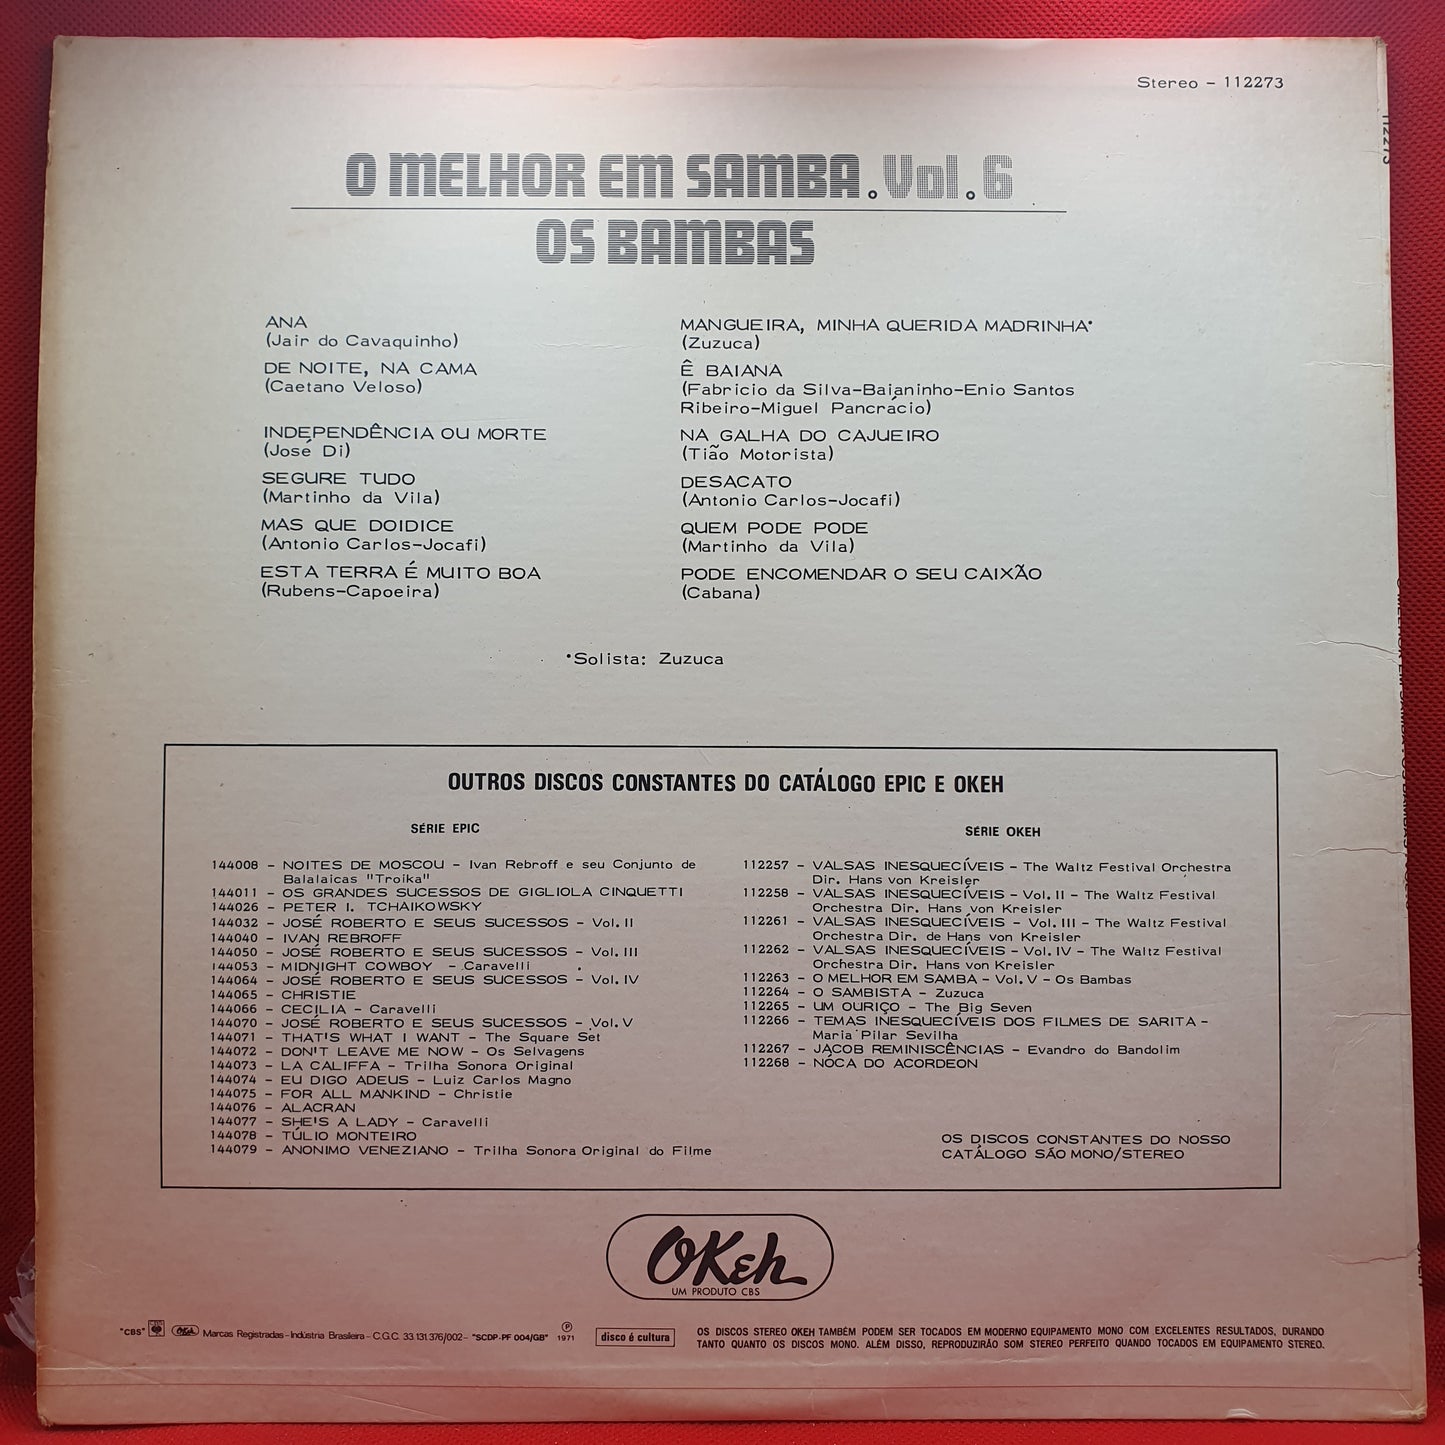 Stereo - 112273
112273
O MELHOR EM SAMBA.Vol.6
OS BAMBAS
ANA
(Jair do Cavaquinho)
DE NOITE, NA CAMA
(Caetano Veloso)
INDEPENDÊNCIA OU MORTE
(José Di)
SEGURE TUDO
(Martinho da Vila)
MAS QUE DOIDICE
(Antonio Carlos-Jocafi)
ESTA TERRA É MUITO BOA
(Rubens-Capoeira)
MANGUEIRA, MINHA QUERIDA MADRINHA*
(Zuzuca)
Ê BAIANA
(Fabricio da Silva-Baianinho-Enio Santos
Ribeiro-Miguel Pancrácio)
NA GALHA DO CAJUEIRO
(Tião Motorista)
DESACATO
(Antonio Carlos-Jocafi)
QUEM PODE PODE
(Martinho da Vila)
PODE ENCOMENDAR O SEU CAIXÃO
(Cabana)
*Solista: Zuzuca
OUTROS DISCOS CONSTANTES DO CATÁLOGO EPIC E OKEH
SÉRIE EPIC
144008 - NOITES DE MOSCOU - Ivan Rebroff e seu Conjunto de
Balalaicas "Troika"
144011 - OS GRANDES SUCESSOS DE GIGLIOLA CINQUETTI
144026 - PETER I. TCHAIKOWSKY
144032 - JOSÉ ROBERTO E SEUS SUCESSOS - Vol. II
144040 - IVAN REBROFF
144050 - JOSÉ ROBERTO E SEUS SUCESSOS - Vol. III
144053 - MIDNIGHT COWBOY - Caravelli
144064 - JOSÉ ROBERTO E SEUS SUCESSOS - Vol. IV
144065 - CHRISTIE
144066 - CECILIA - Caravelli
144070 - JOSÉ ROBERTO E SEUS SUCESSOS - Vol. V
144071 - THAT'S WHAT I WANT - The Square Set
144072 - DON'T LEAVE ME NOW - Os Selvagens
144073 - LA CALIFFA - Trilha Sonora Original
144074 - EU DIGO ADEUS - Luiz Carlos Magno
144075 - FOR ALL MANKIND - Christie
144076 - ALACRAN
144077 - SHE'S A LADY - Caravelli
144078 - TÚLIO MONTEIRO
144079 - ANONIMO VENEZIANO - Trilha Sonora Original do Filme
SÉRIE OKEH
112257 - VALSAS INESQUECÍVEIS - The Waltz Festival Orchestra
Dir. Hans von Kreisler
112258 - VALSAS INESQUECÍVEIS - Vol. II - The Waltz Festival
Orchestra Dir. Hans von Kreisler
112261 - VALSAS INESQUECÍVEIS - Vol. III - The Waltz Festival
Orchestra Dir. de Hans von Kreisler
112262 - VALSAS INESQUECÍVEIS - Vol. IV - The Waltz Festival
Orchestra Dir. Hans von Kreisler
112263 - O MELHOR EM SAMBA - Vol. V - Os Bambas
112264 - O SAMBISTA - Zuzuca
112265 - UM OURIÇO - The Big Seven
112266 - TEMAS INESQUECÍVEIS DOS FILMES DE SARITA -
Maria Pilar Sevilha
112267 - JACOB REMINISCÊNCIAS - Evandro do Bandolim
112268 - NÓCA DO ACORDEON
OS DISCOS CONSTANTES DO NOSSO
CATÁLOGO SÃO MONO/STEREO
OKeh
UM PRODUTO CBS
"CBS" CBS OKeh Marcas Registradas - Indústria Brasileira - C.G.C. 33.131.376/002 - "SCDP-PF 004/GB" ℗ 1971
disco é cultura
OS DISCOS STEREO OKEH TAMBÉM PODEM SER TOCADOS EM MODERNO EQUIPAMENTO MONO COM EXCELENTES RESULTADOS, DURANDO
TANTO QUANTO OS DISCOS MONO. ALÉM DISSO, REPRODUZIRÃO SOM STEREO PERFEITO QUANDO TOCADOS EM EQUIPAMENTO STEREO.